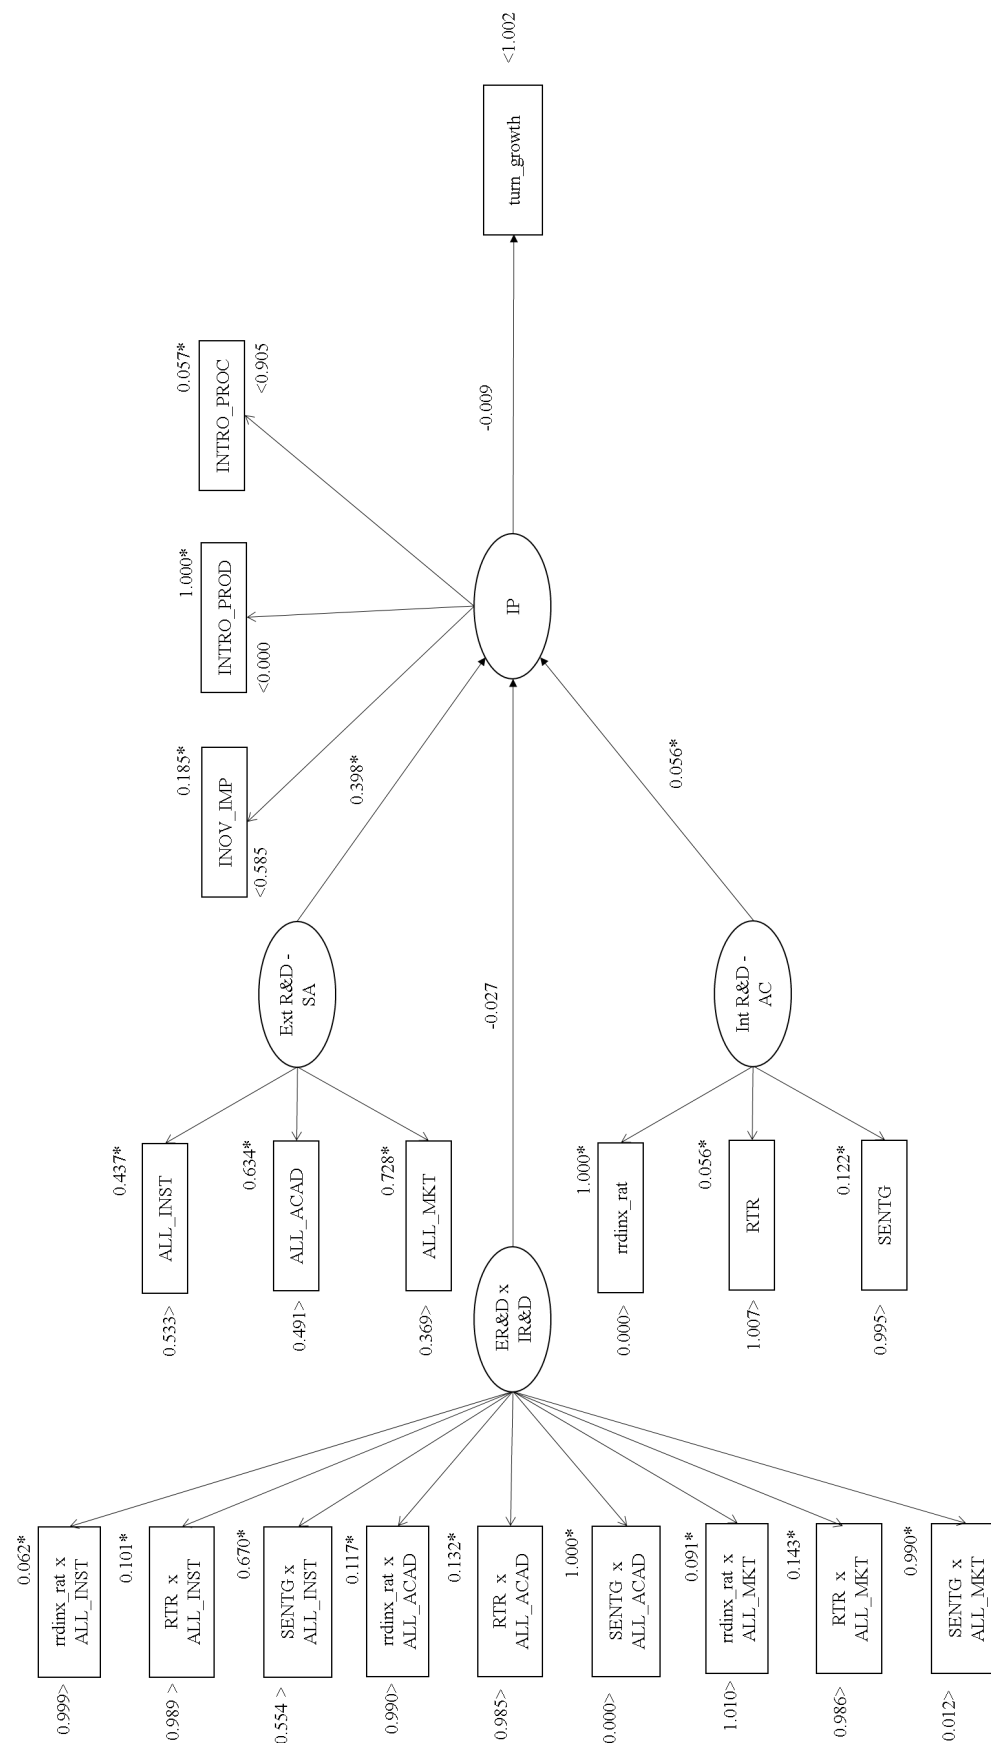 0.062*
rrdinx_rat x
ALL_INST
0.999>
0.101*
RTR x
ALL_INST
0.989 >
0.670*
SENTG x
ALL_INST
0.554 >
0.117*
rrdinx_rat x
ALL_ACAD
0.990>
0.132*
RTR x
ALL_ACAD
0.985>
1.000*
SENTG x
ALL_ACAD
0.000>
0.091*
rrdinx_rat x
ALL_MKT
1.010>
0.143*
RTR x
ALL_MKT
0.986>
0.990*
SENTG x
ALL_MKT
0.012>
ER&D x
IR&D
0.437*
ALL_INST
0.533>
0.634*
ALL_ACAD
0.491>
0.728*
ALL_MKT
0.369>
1.000*
rrdinx_rat
0.000>
0.056*
RTR
1.007>
0.122*
SENTG
0.995>
Ext R&D -
SA
Int R&D -
AC
0.398*
-0.027
0.056*
0.185*
INOV_IMP
<0.585
1.000*
INTRO_PROD
<0.000
0.057*
INTRO_PROC
<0.905
IP
-0.009
turn_growth
<1.002